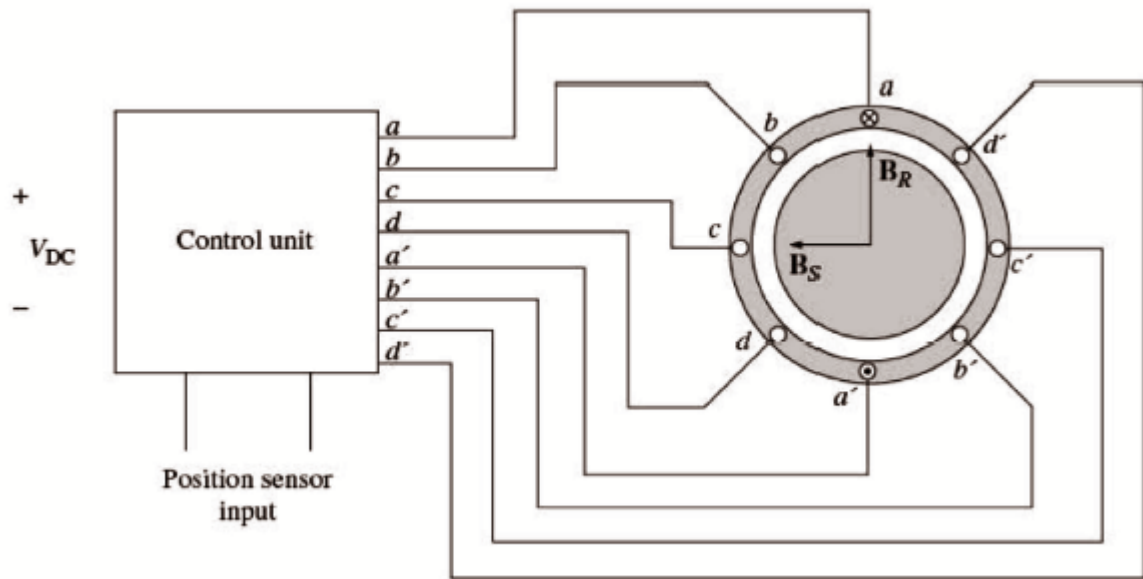 a
a
b
b
d´
+
B_R
c
V_DC
Control unit
d
c
B_S
c´
a´
−
b´
c´
d
b´
d´
a´
Position sensor
input